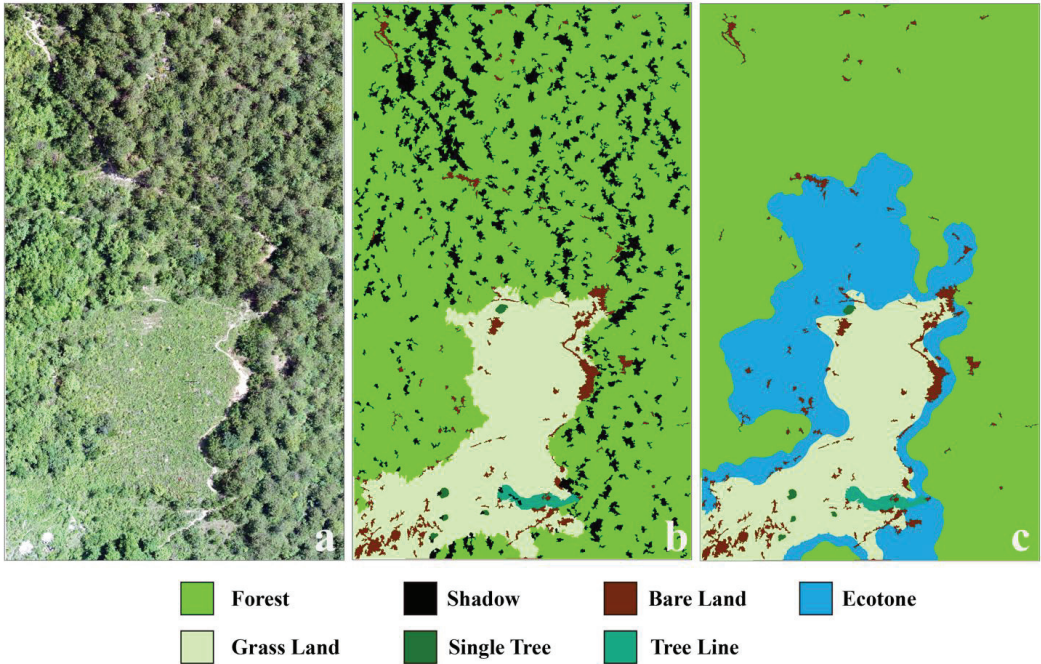 a
b
c
Forest
Shadow
Bare Land
Ecotone
Grass Land
Single Tree
Tree Line